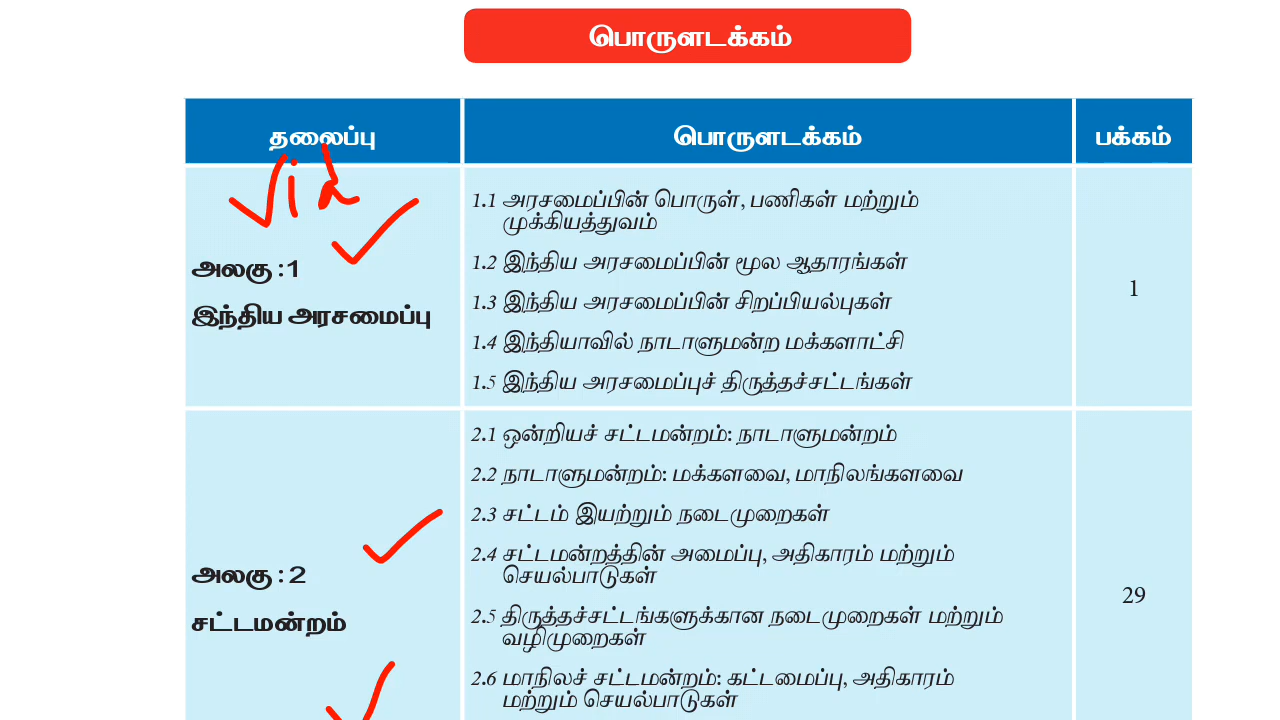 பொருளடக்கம்
தலைப்பு
பொருளடக்கம்
பக்கம்
Vid
அலகு :1
இந்திய அரசமைப்பு
1.1 அரசமைப்பின் பொருள், பணிகள் மற்றும்
முக்கியத்துவம்
1.2 இந்திய அரசமைப்பின் மூல ஆதாரங்கள்
1.3 இந்திய அரசமைப்பின் சிறப்பியல்புகள்
1.4 இந்தியாவில் நாடாளுமன்ற மக்களாட்சி
1.5 இந்திய அரசமைப்புச் திருத்தச்சட்டங்கள்
1
அலகு :2
சட்டமன்றம்
2.1 ஒன்றியச் சட்டமன்றம்: நாடாளுமன்றம்
2.2 நாடாளுமன்றம்: மக்களவை, மாநிலங்களவை
2.3 சட்டம் இயற்றும் நடைமுறைகள்
2.4 சட்டமன்றத்தின் அமைப்பு, அதிகாரம் மற்றும்
செயல்பாடுகள்
2.5 திருத்தச்சட்டங்களுக்கான நடைமுறைகள் மற்றும்
வழிமுறைகள்
2.6 மாநிலச் சட்டமன்றம்: கட்டமைப்பு, அதிகாரம்
மற்றும் செயல்பாடுகள்
29